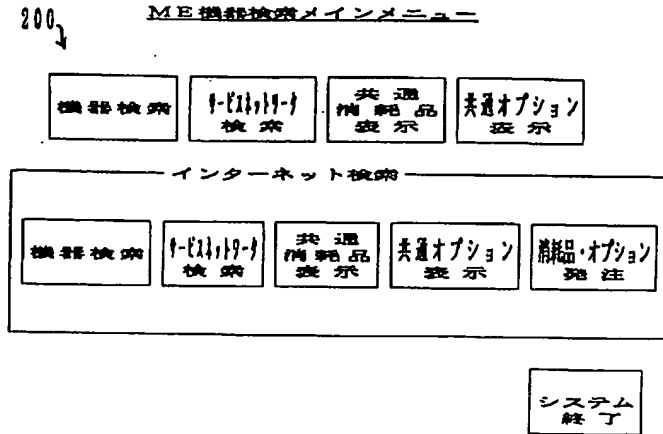 200
ME機器検索メインメニュー
機器検索
サービスネットワーク
検索
共通
消耗品
表示
共通オプション
表示
インターネット検索
機器検索
サービスネットワーク
検索
共通
消耗品
表示
共通オプション
表示
消耗品・オプション
発注
システム
終了